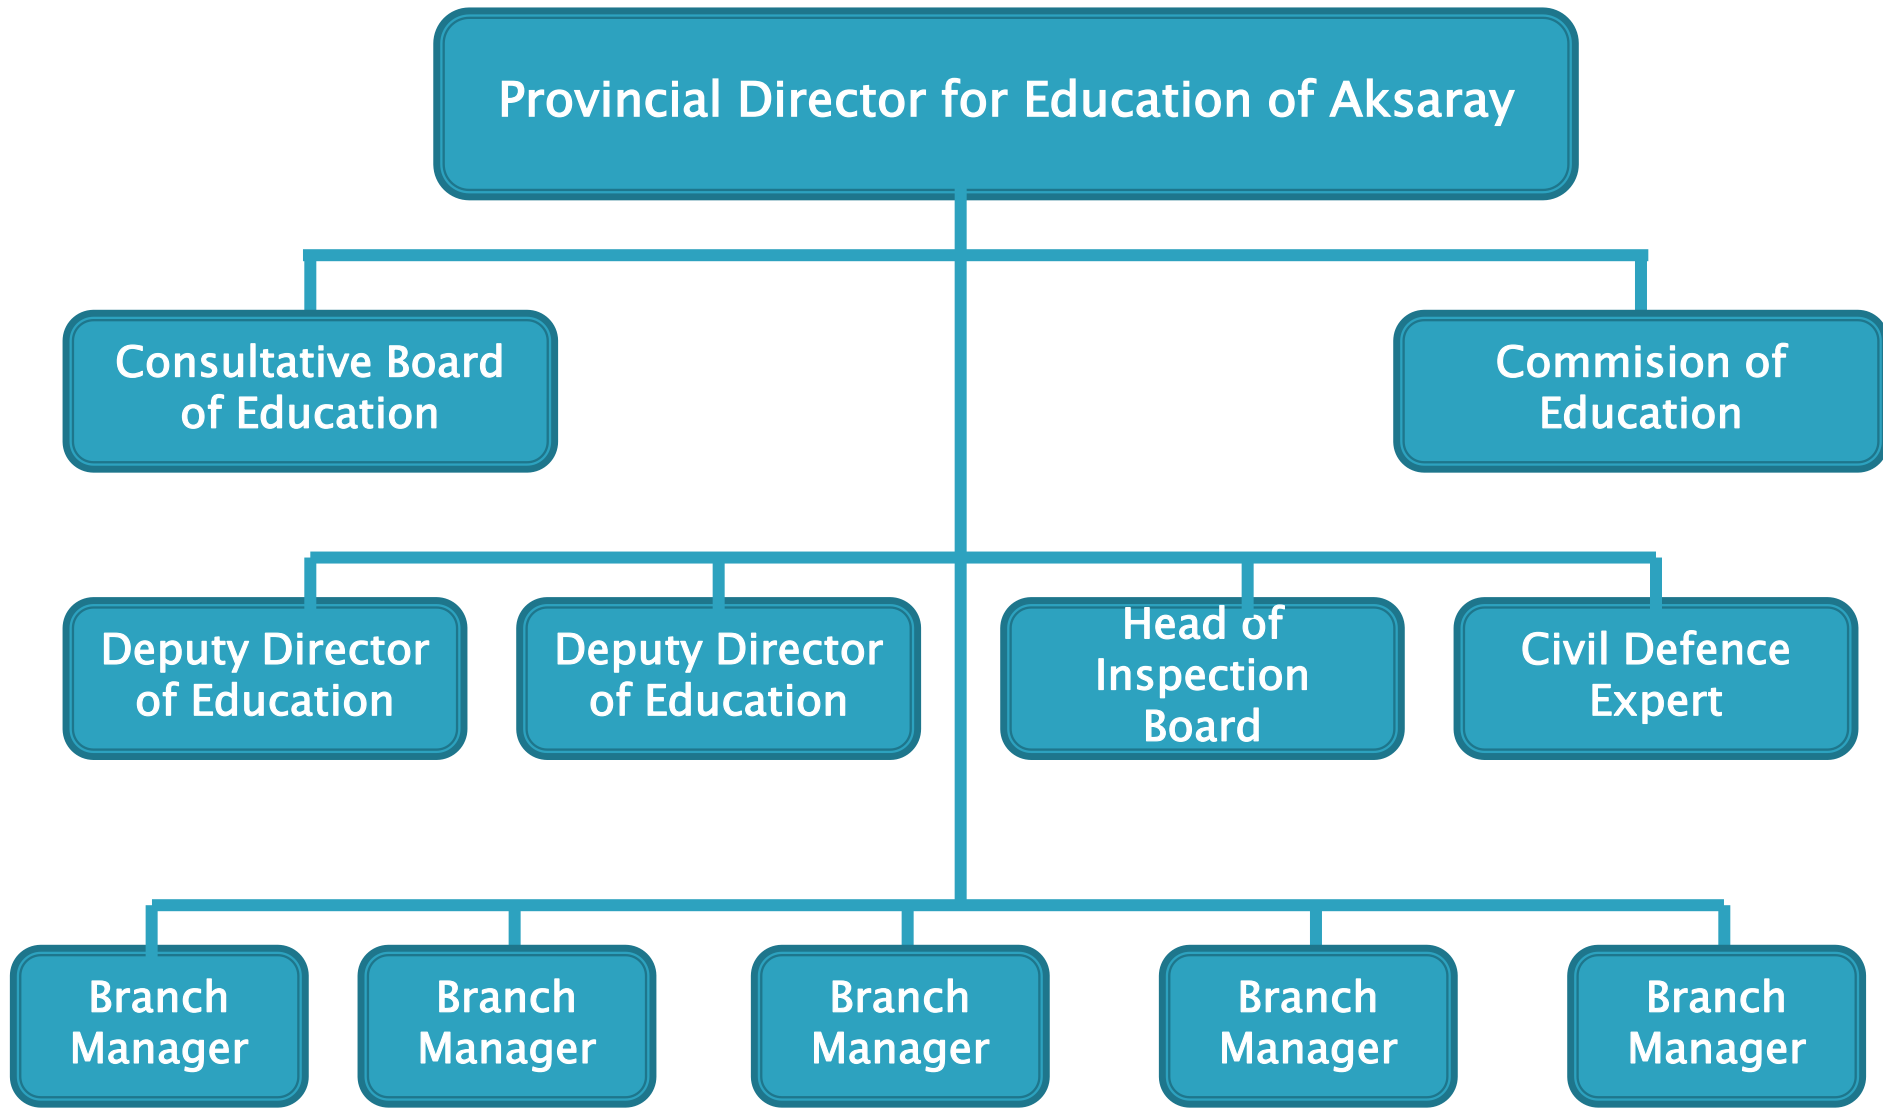 Provincial Director for Education of Aksaray
Consultative Board
of Education
Commision of
Education
Deputy Director
of Education
Deputy Director
of Education
Head of
Inspection
Board
Civil Defence
Expert
Branch
Manager
Branch
Manager
Branch
Manager
Branch
Manager
Branch
Manager